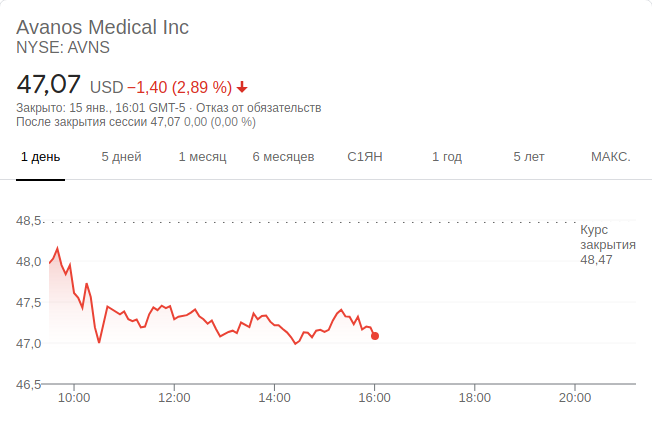 Avanos Medical Inc
NYSE: AVNS
47,07 USD −1,40 (2,89 %)
Закрыто: 15 янв., 16:01 GMT-5 · Отказ от обязательств
После закрытия сессии 47,07 0,00 (0,00 %)
1 день 5 дней 1 месяц 6 месяцев С1ЯН 1 год 5 лет МАКС.
48,5
Курс
закрытия
48,47
48,0
47,5
47,0
46,5
10:00 12:00 14:00 16:00 18:00 20:00